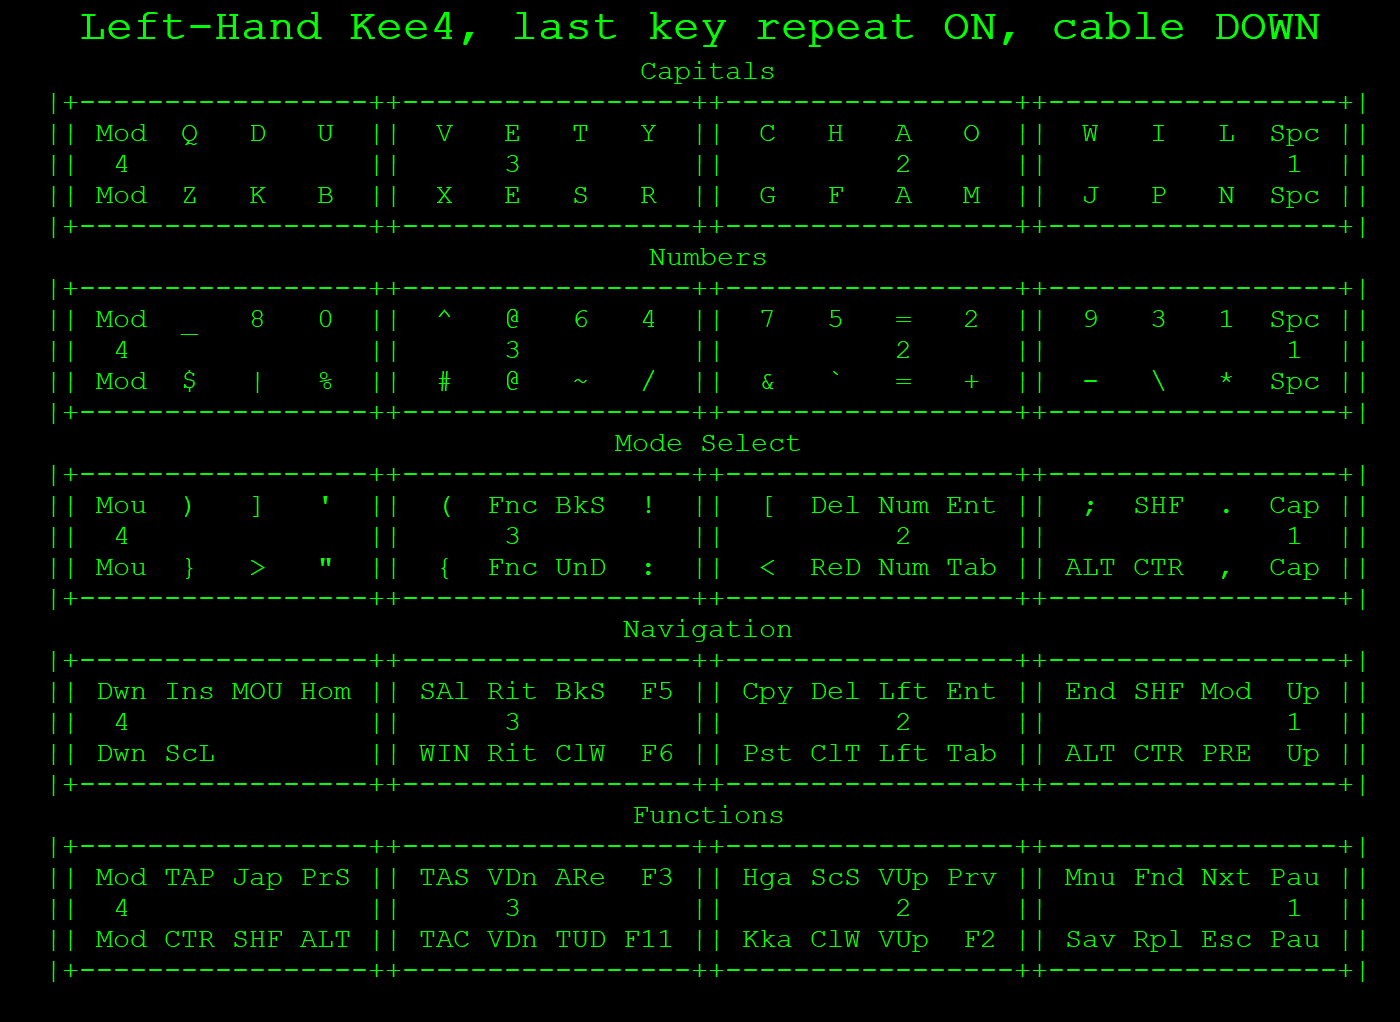 Left-Hand Kee4, last key repeat ON, cable DOWN
Capitals
|+-----------------++-----------------++-----------------++-----------------+|
|| Mod  Q   D   U  ||  V   E   T   Y  ||  C   H   A   O  ||  W   I   L  Spc ||
||  4              ||      3          ||          2      ||              1  ||
|| Mod  Z   K   B  ||  X   E   S   R  ||  G   F   A   M  ||  J   P   N  Spc ||
|+-----------------++-----------------++-----------------++-----------------+|
Numbers
|+-----------------++-----------------++-----------------++-----------------+|
|| Mod  _   8   0  ||  ^   @   6   4  ||  7   5   =   2  ||  9   3   1  Spc ||
||  4              ||      3          ||          2      ||              1  ||
|| Mod  $   |   %  ||  #   @   ~   /  ||  &   `   =   +  ||  -   \   *  Spc ||
|+-----------------++-----------------++-----------------++-----------------+|
Mode Select
|+-----------------++-----------------++-----------------++-----------------+|
|| Mou  )   ]   '  ||  (  Fnc BkS  !  ||  [  Del Num Ent ||  ;  SHF  .  Cap ||
||  4              ||      3          ||          2      ||              1  ||
|| Mou  }   >   "  ||  {  Fnc UnD  :  ||  <  ReD Num Tab || ALT CTR  ,  Cap ||
|+-----------------++-----------------++-----------------++-----------------+|
Navigation
|+-----------------++-----------------++-----------------++-----------------+|
|| Dwn Ins MOU Hom || SAl Rit BkS  F5 || Cpy Del Lft Ent || End SHF Mod  Up ||
||  4              ||      3          ||          2      ||              1  ||
|| Dwn ScL         || WIN Rit ClW  F6 || Pst ClT Lft Tab || ALT CTR PRE  Up ||
|+-----------------++-----------------++-----------------++-----------------+|
Functions
|+-----------------++-----------------++-----------------++-----------------+|
|| Mod TAP Jap PrS || TAS VDn ARe  F3 || Hga ScS VUp Prv || Mnu Fnd Nxt Pau ||
||  4              ||      3          ||          2      ||              1  ||
|| Mod CTR SHF ALT || TAC VDn TUD F11 || Kka ClW VUp  F2 || Sav Rpl Esc Pau ||
|+-----------------++-----------------++-----------------++-----------------+|